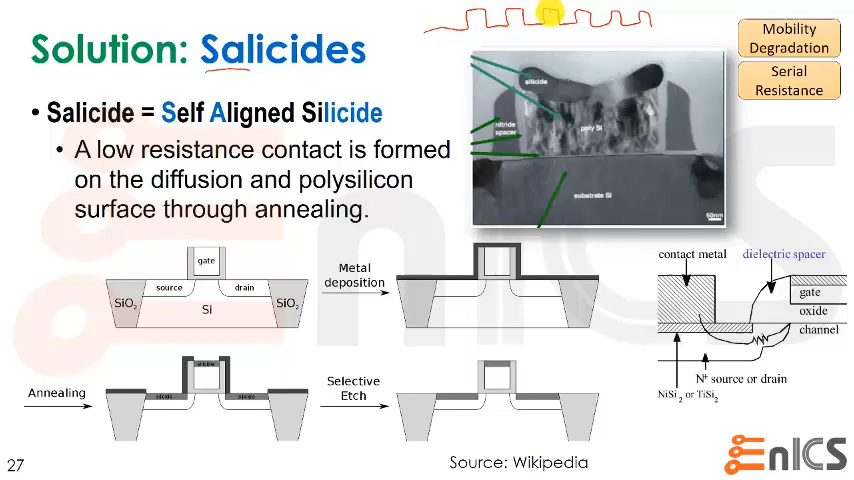 Solution: Salicides
Mobility
Degradation
Serial
Resistance
• Salicide = Self Aligned Silicide
• A low resistance contact is formed
on the diffusion and polysilicon
surface through annealing.
silicide
nitride
spacer
poly Si
substrate Si
50nm
gate
source
drain
SiO2
Si
SiO2
Metal
deposition
contact metal
dielectric spacer
gate
oxide
channel
N+ source or drain
NiSi2 or TiSi2
Annealing
silicide
silicide
Selective
Etch
27
Source: Wikipedia
EnICS